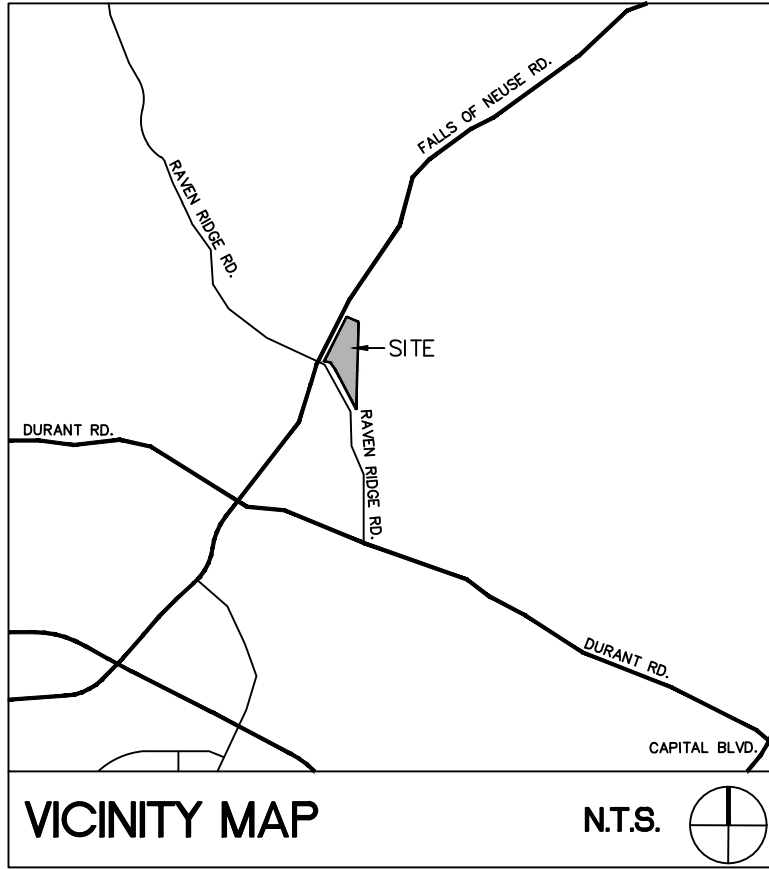 FALLS OF NEUSE RD.
RAVEN RIDGE RD.
SITE
DURANT RD.
RAVEN RIDGE RD.
DURANT RD.
CAPITAL BLVD.
VICINITY MAP
N.T.S.